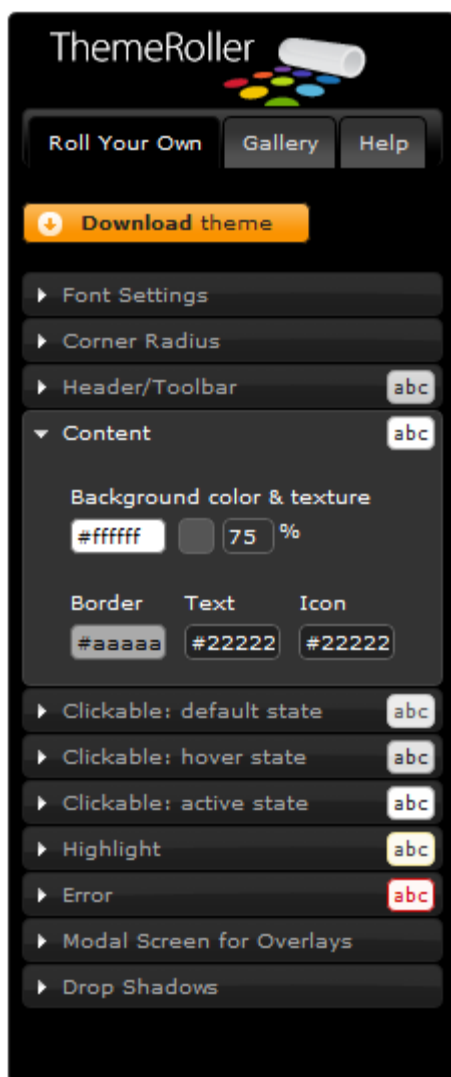 ThemeRoller
Roll Your Own Gallery Help
Download theme
Font Settings
Corner Radius
Header/Toolbar abc
Content abc
Background color & texture
#ffffff 75 %
Border Text Icon
#aaaaa #22222 #22222
Clickable: default state abc
Clickable: hover state abc
Clickable: active state abc
Highlight abc
Error abc
Modal Screen for Overlays
Drop Shadows